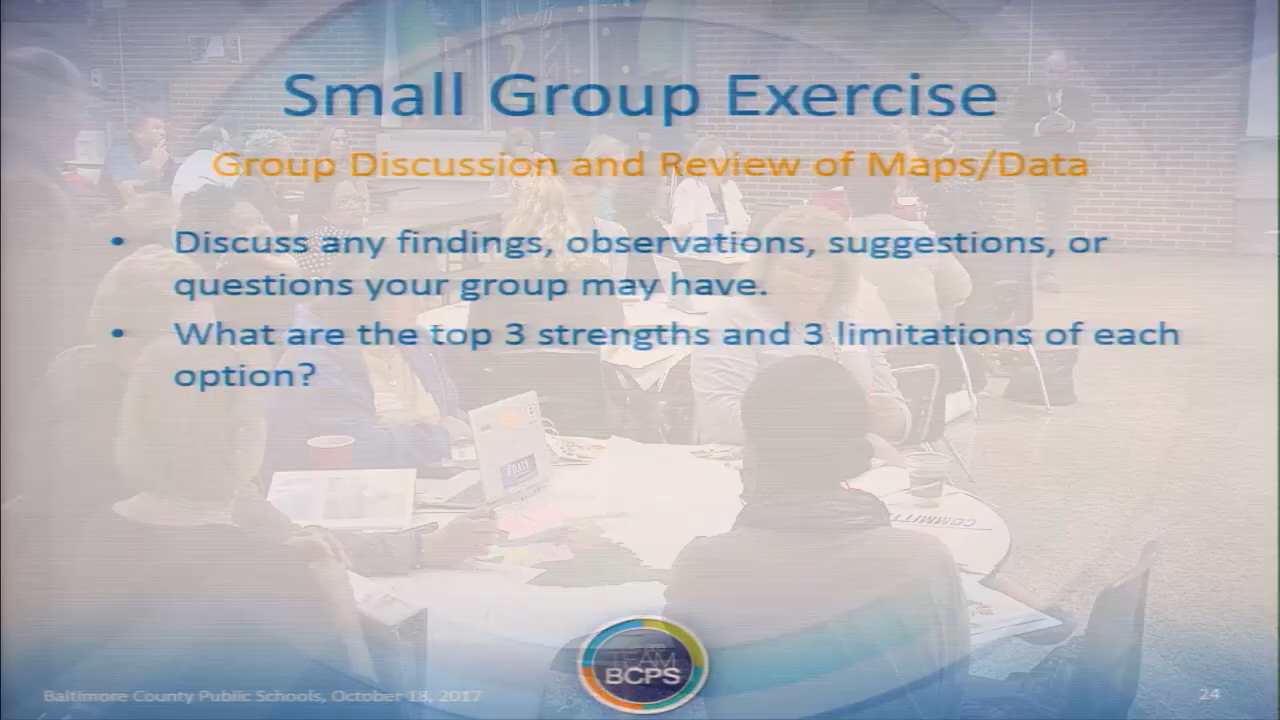 Small Group Exercise
Group Discussion and Review of Maps/Data
• Discuss any findings, observations, suggestions, or
questions your group may have.
• What are the top 3 strengths and 3 limitations of each
option?
COMMITT
TEAM
BCPS
Baltimore County Public Schools, October 18, 2017
24